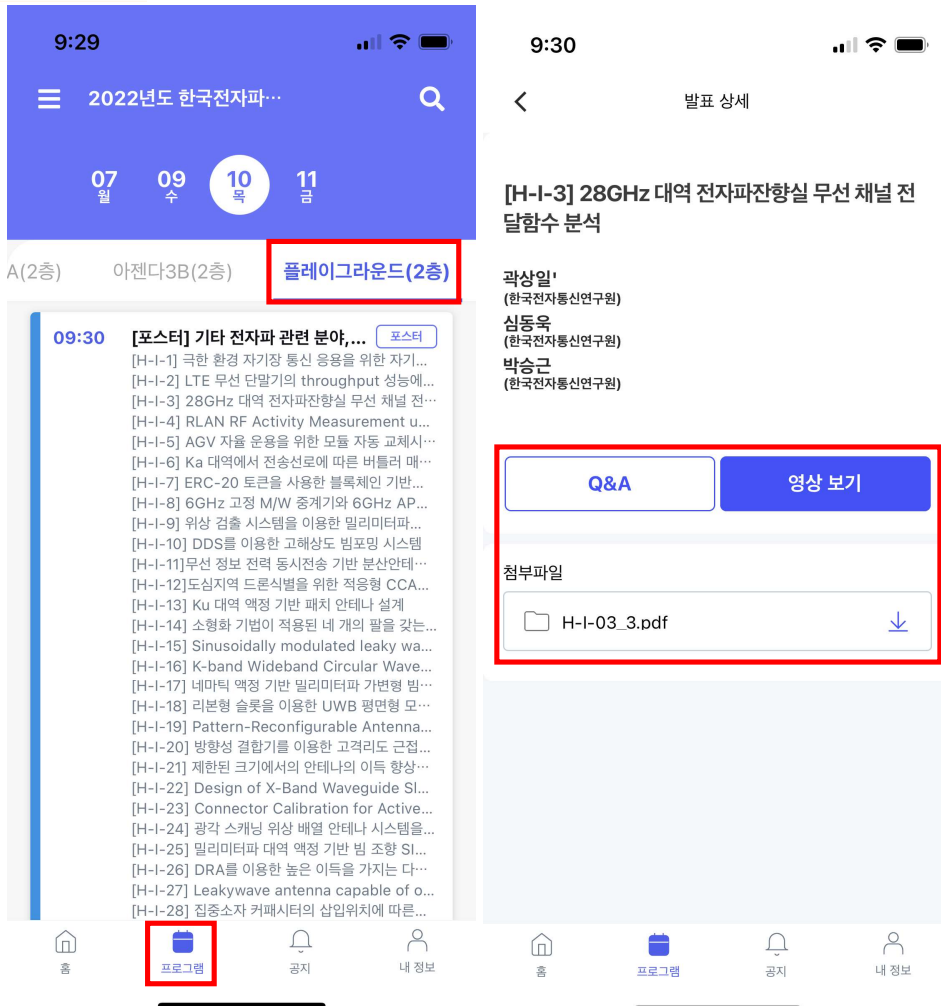 9:29
2022년도 한국전자파…
07 09 10 11
월 수 목 금
A(2층) 아젠다3B(2층) 플레이그라운드(2층)
09:30 [포스터] 기타 전자파 관련 분야,... 포스터
[H-I-1] 극한 환경 자기장 통신 응용을 위한 자기...
[H-I-2] LTE 무선 단말기의 throughput 성능에...
[H-I-3] 28GHz 대역 전자파잔향실 무선 채널 전…
[H-I-4] RLAN RF Activity Measurement u...
[H-I-5] AGV 자율 운용을 위한 모듈 자동 교체시…
[H-I-6] Ka 대역에서 전송선로에 따른 버틀러 매…
[H-I-7] ERC-20 토큰을 사용한 블록체인 기반...
[H-I-8] 6GHz 고정 M/W 중계기와 6GHz AP...
[H-I-9] 위상 검출 시스템을 이용한 밀리미터파...
[H-I-10] DDS를 이용한 고해상도 빔포밍 시스템
[H-I-11]무선 정보 전력 동시전송 기반 분산안테…
[H-I-12]도심지역 드론식별을 위한 적응형 CCA...
[H-I-13] Ku 대역 액정 기반 패치 안테나 설계
[H-I-14] 소형화 기법이 적용된 네 개의 팔을 갖는...
[H-I-15] Sinusoidally modulated leaky wa...
[H-I-16] K-band Wideband Circular Wave...
[H-I-17] 네마틱 액정 기반 밀리미터파 가변형 빔…
[H-I-18] 리본형 슬롯을 이용한 UWB 평면형 모…
[H-I-19] Pattern-Reconfigurable Antenna...
[H-I-20] 방향성 결합기를 이용한 고격리도 근접...
[H-I-21] 제한된 크기에서의 안테나의 이득 향상…
[H-I-22] Design of X-Band Waveguide Sl...
[H-I-23] Connector Calibration for Active...
[H-I-24] 광각 스캐닝 위상 배열 안테나 시스템을...
[H-I-25] 밀리미터파 대역 액정 기반 빔 조향 SI...
[H-I-26] DRA를 이용한 높은 이득을 가지는 다…
[H-I-27] Leakywave antenna capable of o...
[H-I-28] 집중소자 커패시터의 삽입위치에 따른...
홈 프로그램 공지 내 정보
9:30
발표 상세
[H-I-3] 28GHz 대역 전자파잔향실 무선 채널 전
달함수 분석
곽상일'
(한국전자통신연구원)
심동욱
(한국전자통신연구원)
박승근
(한국전자통신연구원)
Q&A 영상 보기
첨부파일
H-I-03_3.pdf
홈 프로그램 공지 내 정보